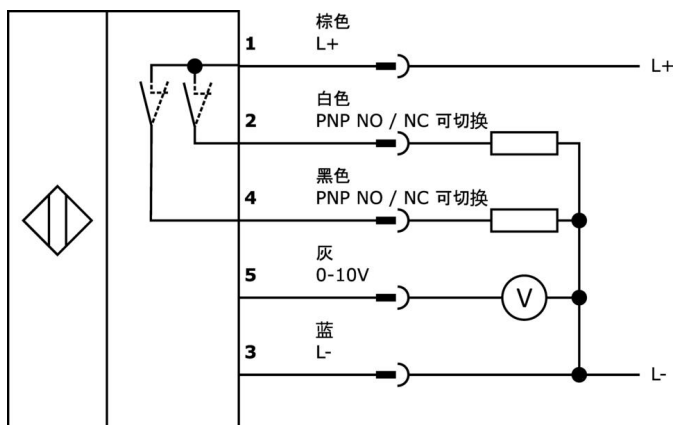 棕色
1 L+
L+
白色
2 PNP NO / NC 可切换
黑色
4 PNP NO / NC 可切换
灰
5 0-10V
V
蓝
3 L-
L-